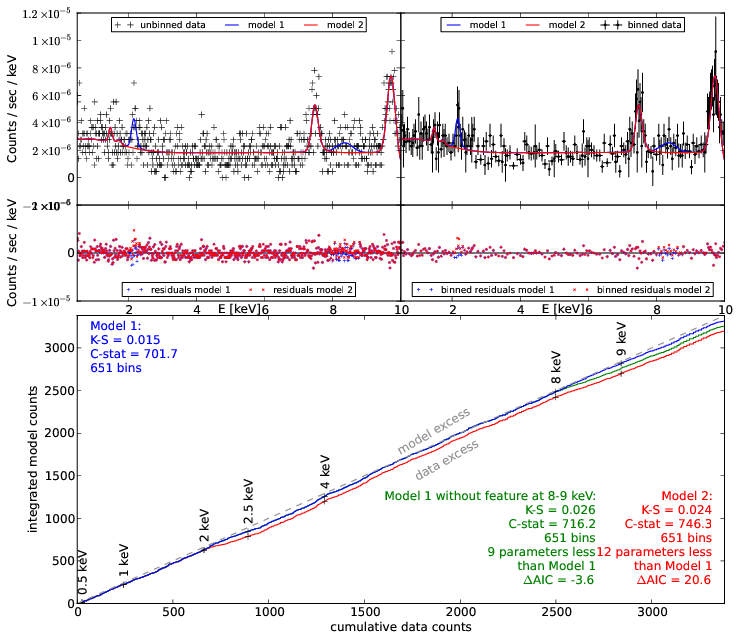 1.2 ×10⁻⁵
1 ×10⁻⁵
8 ×10⁻⁶
6 ×10⁻⁶
4 ×10⁻⁶
2 ×10⁻⁶
0
Counts / sec / keV
unbinned data model 1 model 2
model 1 model 2 binned data
0
−1 ×10⁻⁵
Counts / sec / keV
residuals model 1 residuals model 2
binned residuals model 1 binned residuals model 2
2 4 E [keV] 6 8 10 2 4 E [keV] 6 8 10
Model 1:
K-S = 0.015
C-stat = 701.7
651 bins
0.5 keV
1 keV
2 keV
2.5 keV
4 keV
8 keV
9 keV
model excess
data excess
Model 1 without feature at 8-9 keV:
K-S = 0.026
C-stat = 716.2
651 bins
9 parameters less
than Model 1
ΔAIC = -3.6
Model 2:
K-S = 0.024
C-stat = 746.3
651 bins
12 parameters less
than Model 1
ΔAIC = 20.6
3000
2500
2000
1500
1000
500
0
integrated model counts
0 500 1000 1500 2000 2500 3000
cumulative data counts